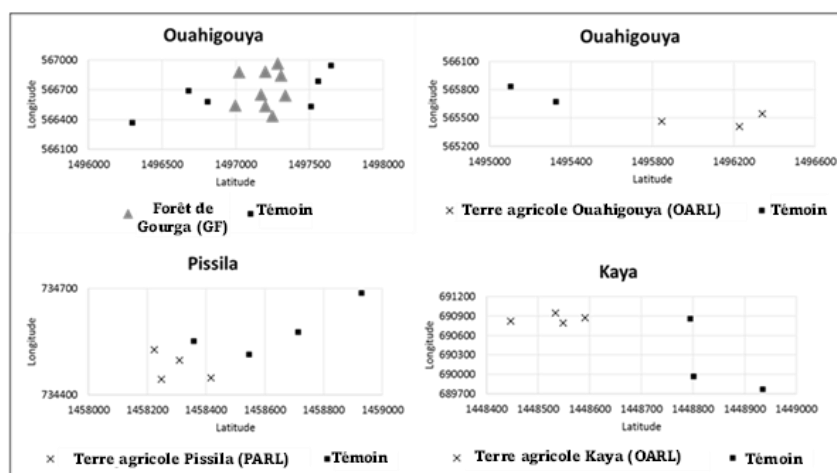 Ouahigouya
Longitude
567000
566700
566400
566100
1496000 1496500 1497000 1497500 1498000
Latitude
Forêt de
Gourga (GF)
Témoin
Ouahigouya
Longitude
566100
565800
565500
565200
1495000 1495400 1495800 1496200 1496600
Latitude
Terre agricole Ouahigouya (OARL)
Témoin
Pissila
Longitude
734700
734400
1458000 1458200 1458400 1458600 1458800 1459000
Latitude
Terre agricole Pissila (PARL)
Témoin
Kaya
Longitude
691200
690900
690600
690300
690000
689700
1448400 1448500 1448600 1448700 1448800 1448900 1449000
Latitude
Terre agricole Kaya (OARL)
Témoin